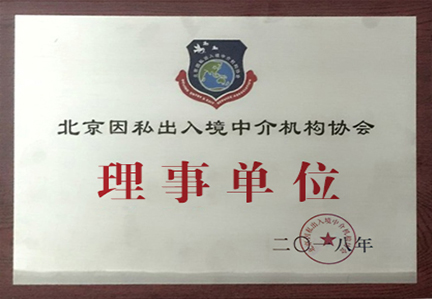 北京因私出入境中介机构协会
理事单位
二〇一八年